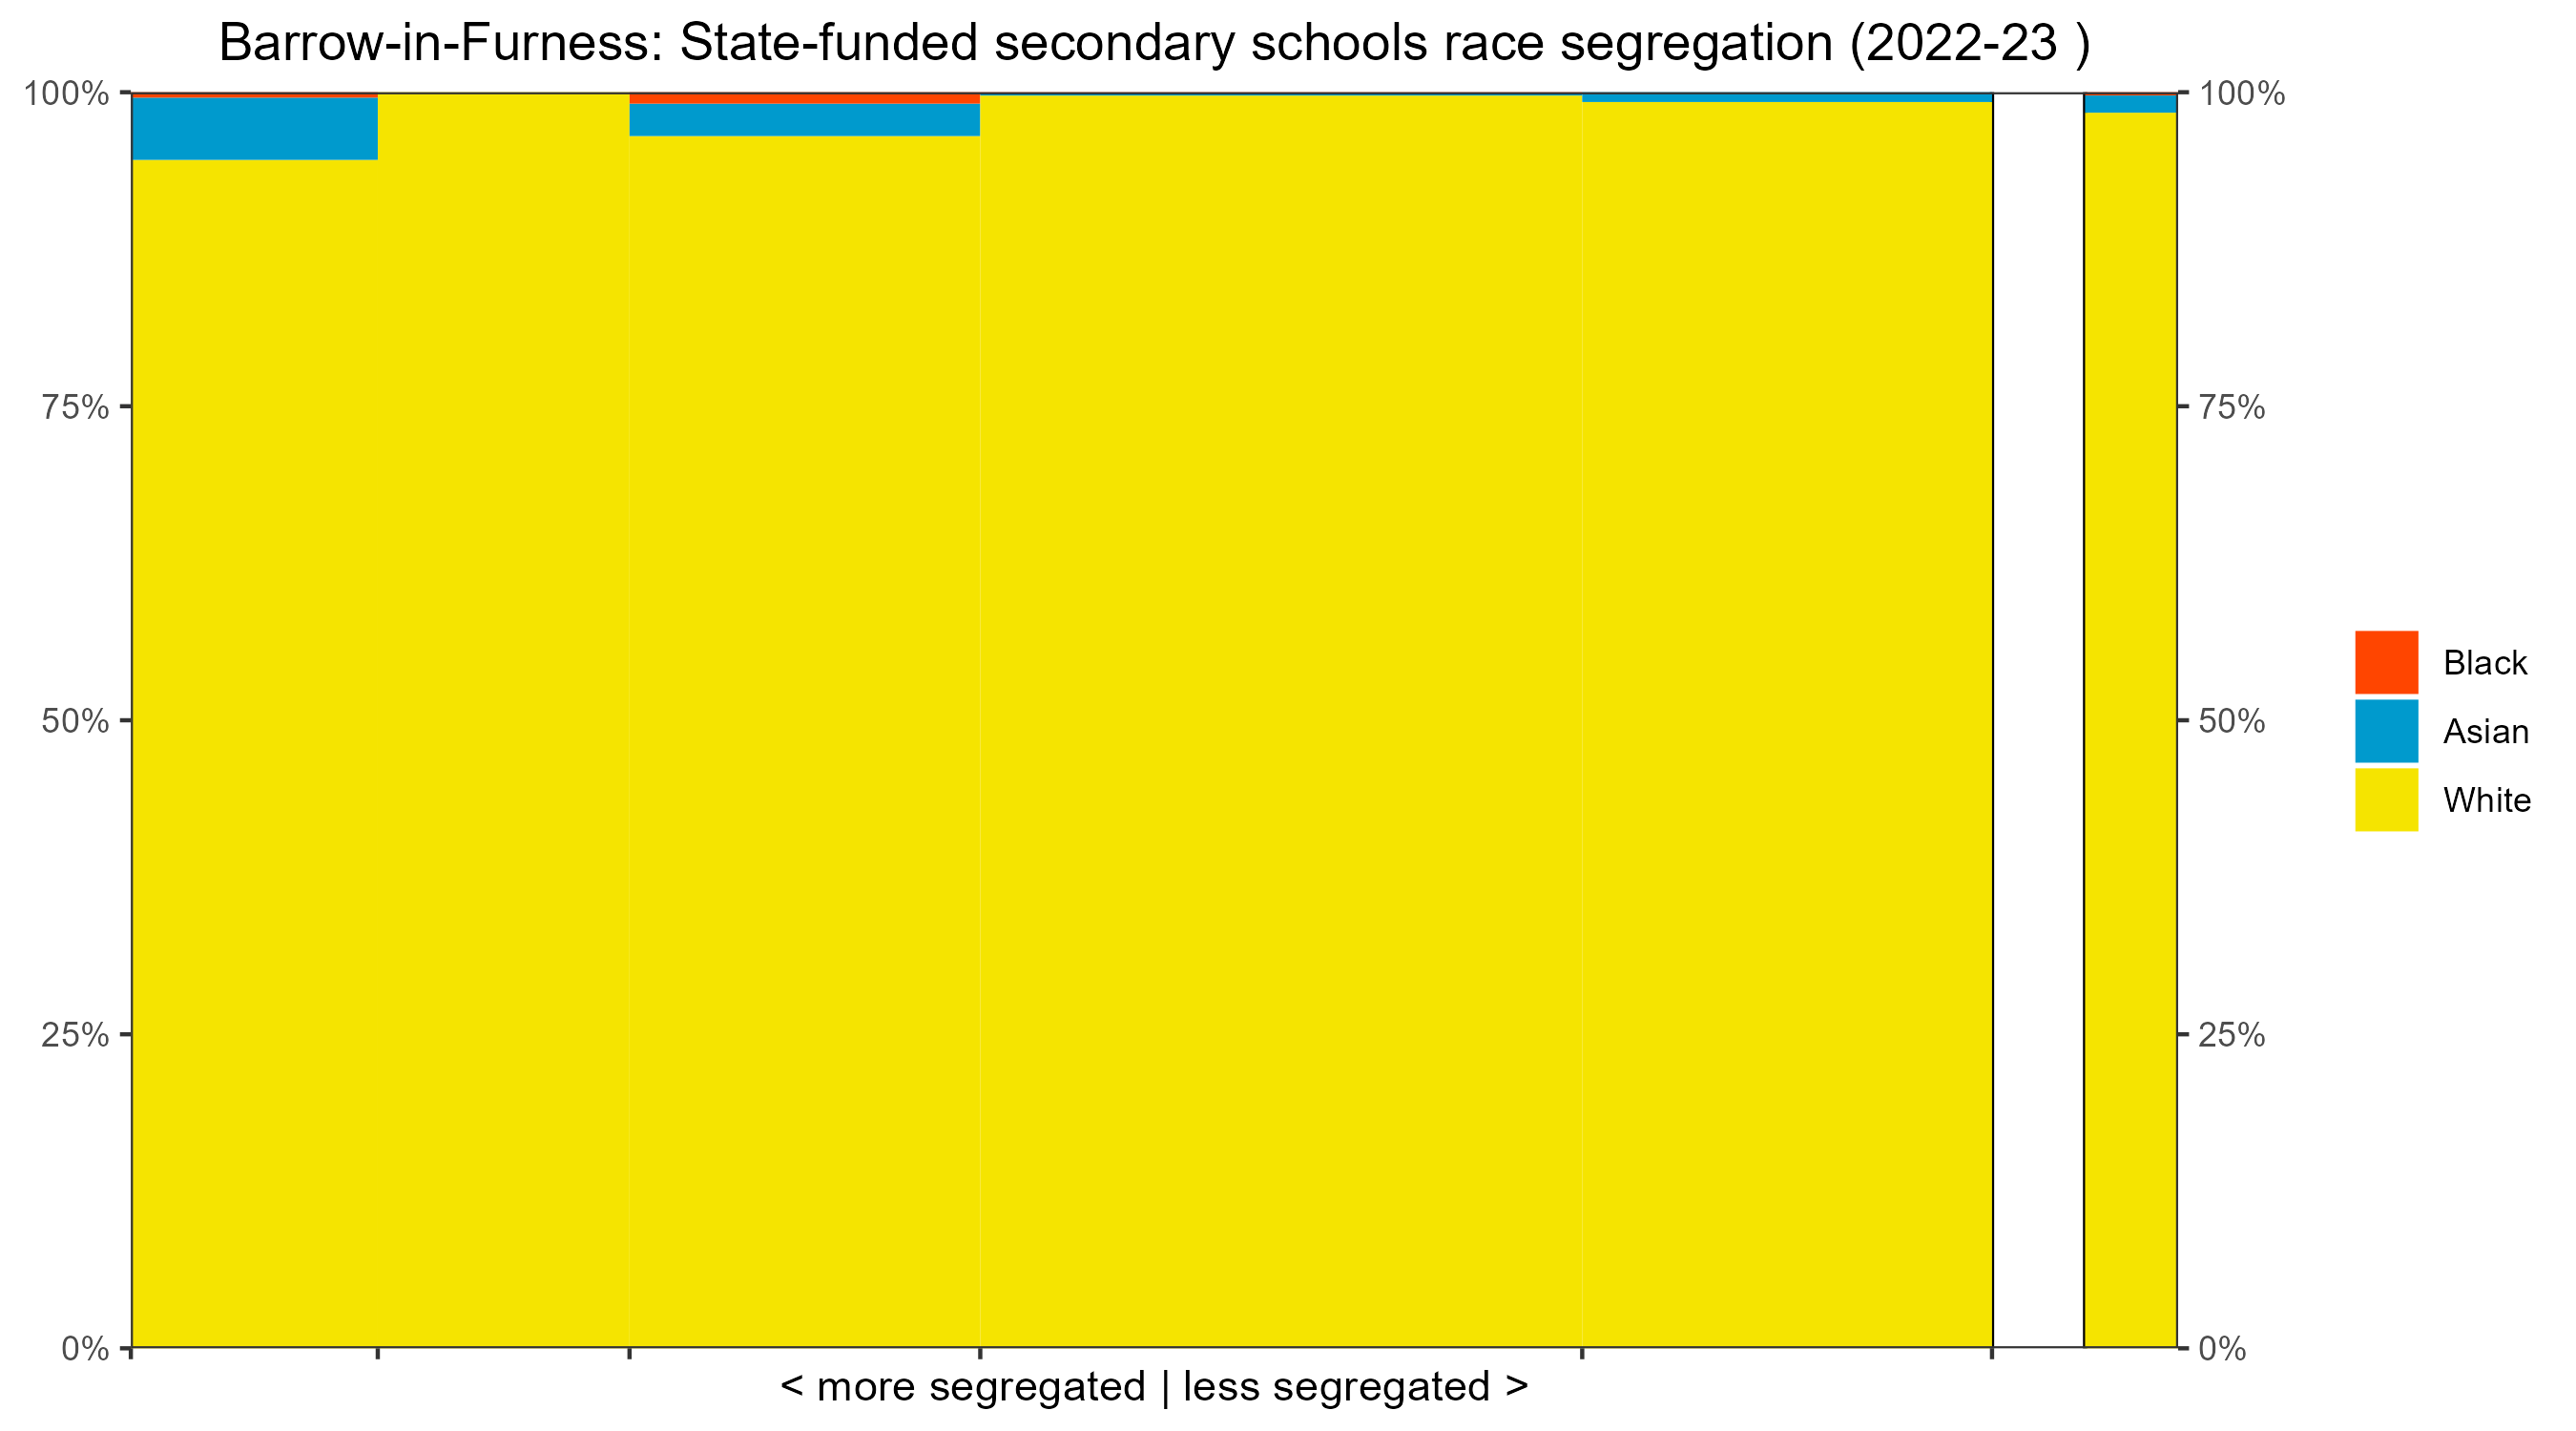 Barrow-in-Furness: State-funded secondary schools race segregation (2022-23 )
100%
75%
50%
25%
0%
100%
75%
50%
25%
0%
Black
Asian
White
< more segregated | less segregated >